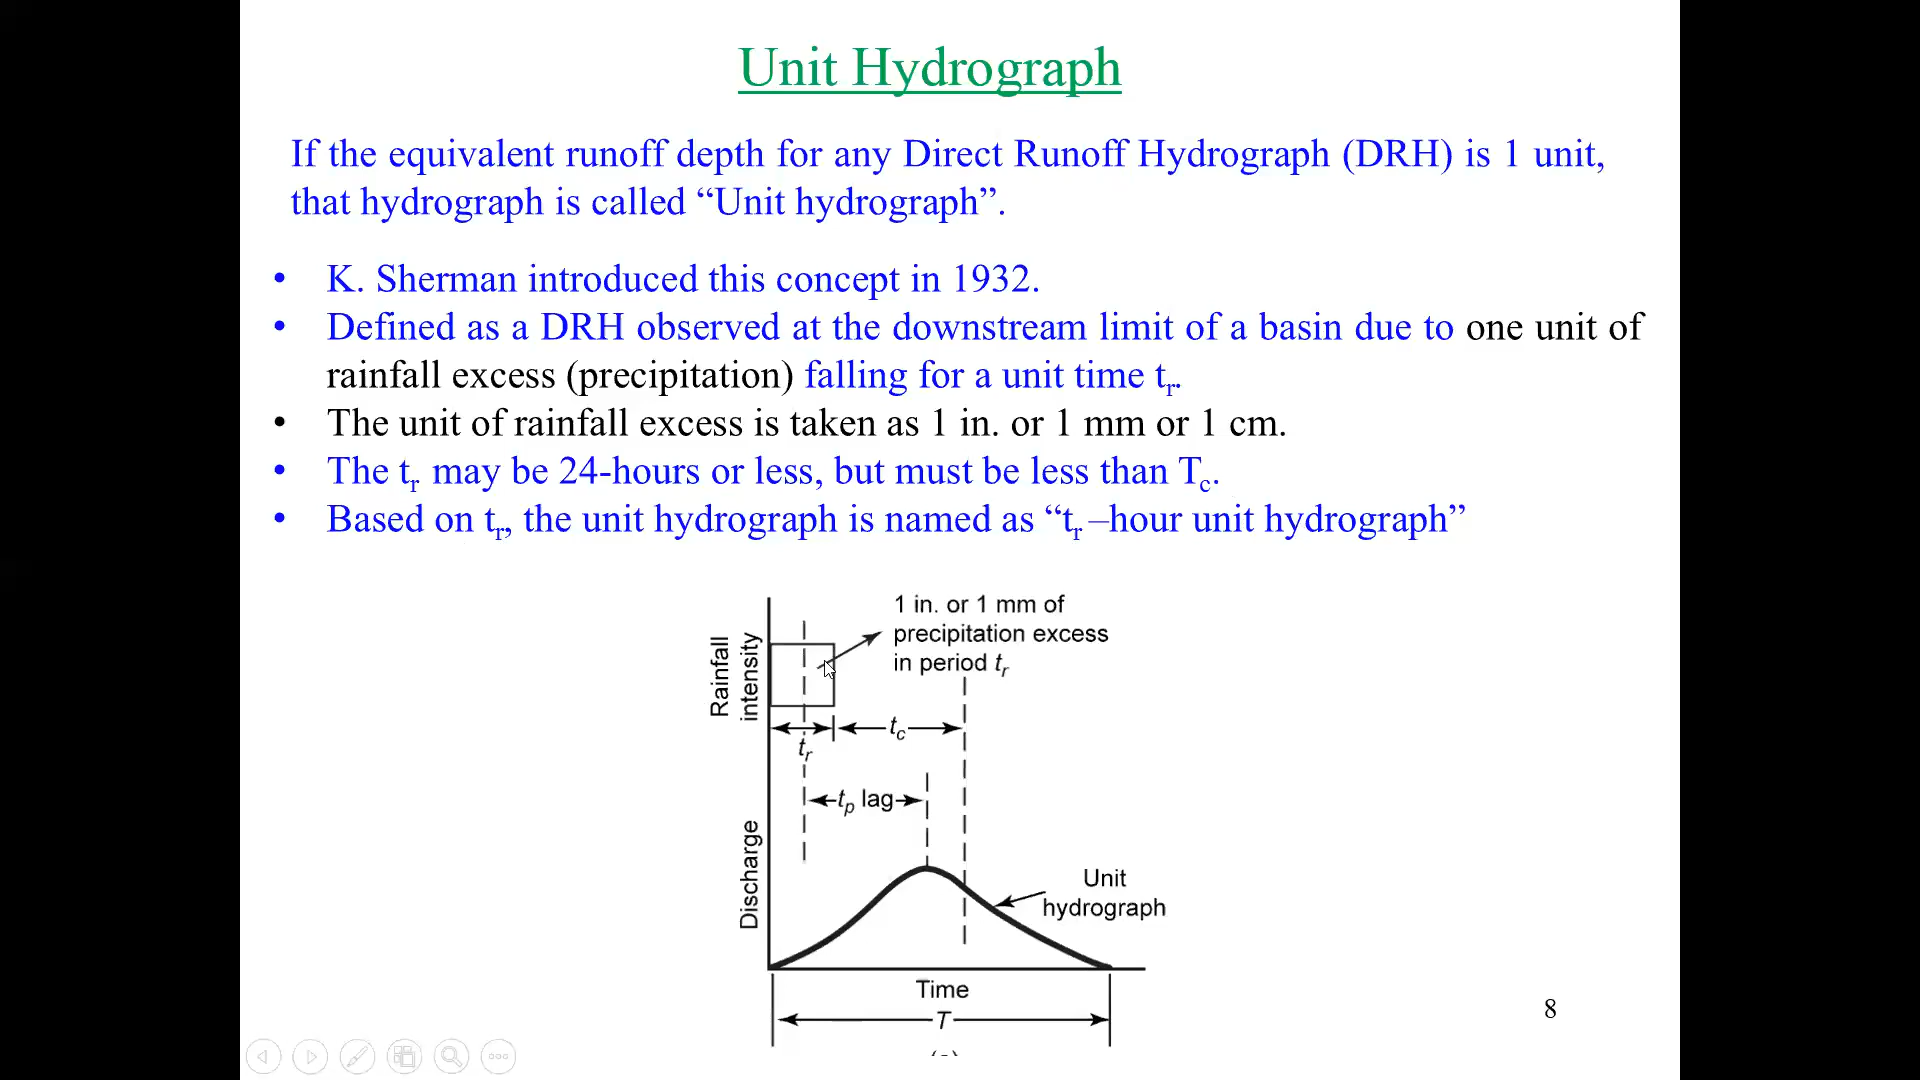 Unit Hydrograph
If the equivalent runoff depth for any Direct Runoff Hydrograph (DRH) is 1 unit,
that hydrograph is called “Unit hydrograph”.
• K. Sherman introduced this concept in 1932.
• Defined as a DRH observed at the downstream limit of a basin due to one unit of
rainfall excess (precipitation) falling for a unit time tr.
• The unit of rainfall excess is taken as 1 in. or 1 mm or 1 cm.
• The tr may be 24-hours or less, but must be less than Tc.
• Based on tr, the unit hydrograph is named as “tr –hour unit hydrograph”
1 in. or 1 mm of
precipitation excess
in period tr
Rainfall
intensity
tc
tr
tp lag
Discharge
Unit
hydrograph
Time
T
8